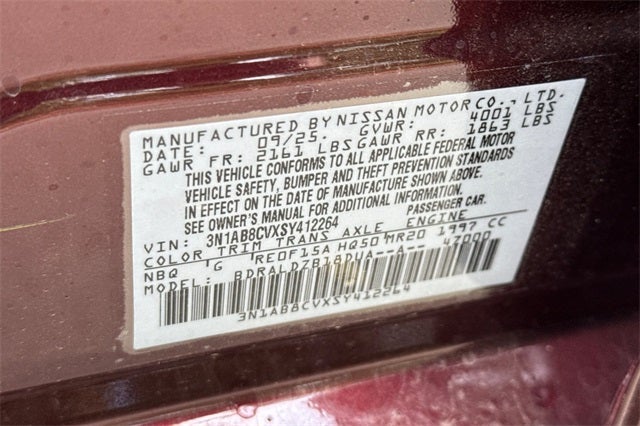 MANUFACTURED BY NISSAN MOTOR CO., LTD.
DATE: 09/25. GVWR: 4001 LBS
GAWR FR: 2161 LBS GAWR RR: 1863 LBS
THIS VEHICLE CONFORMS TO ALL APPLICABLE FEDERAL MOTOR
VEHICLE SAFETY, BUMPER AND THEFT PREVENTION STANDARDS
IN EFFECT ON THE DATE OF MANUFACTURE SHOWN ABOVE.
SEE OWNER'S MANUAL FOR ADDITIONAL INFORMATION.
VIN: 3N1AB8CVXSY412264 PASSENGER CAR.
COLOR TRIM TRANS AXLE ENGINE
NBQ 'G RE0F15A HQ50 MR20 1997 CC
BDRALDZB18DUA--A-- 47000
3N1AB8CVXSY412264